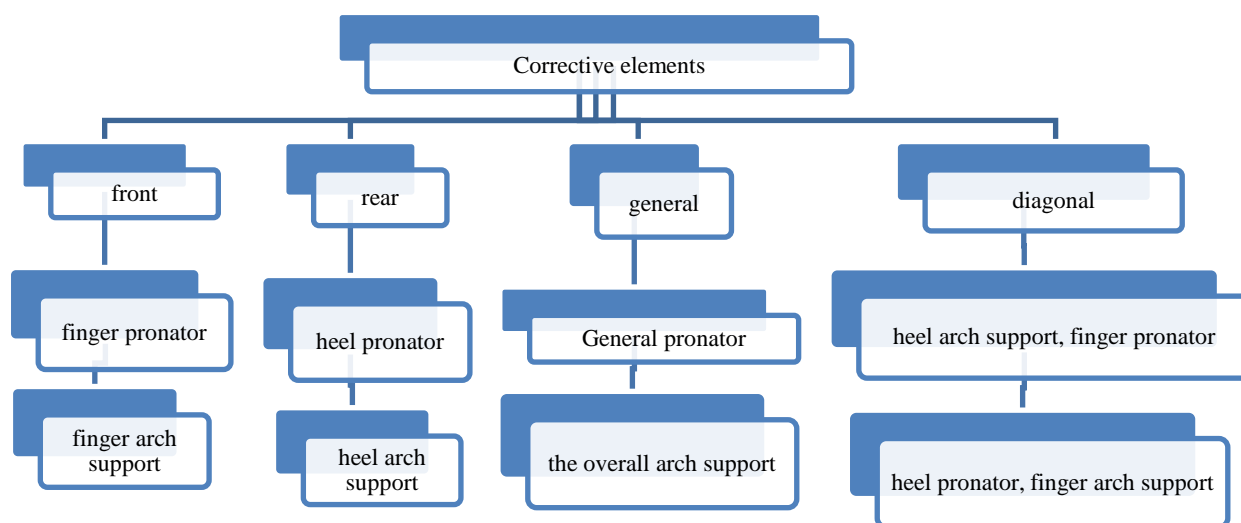 Corrective elements
front
rear
general
diagonal
finger pronator
heel pronator
General pronator
heel arch support, finger pronator
finger arch
support
heel arch
support
the overall arch support
heel pronator, finger arch support